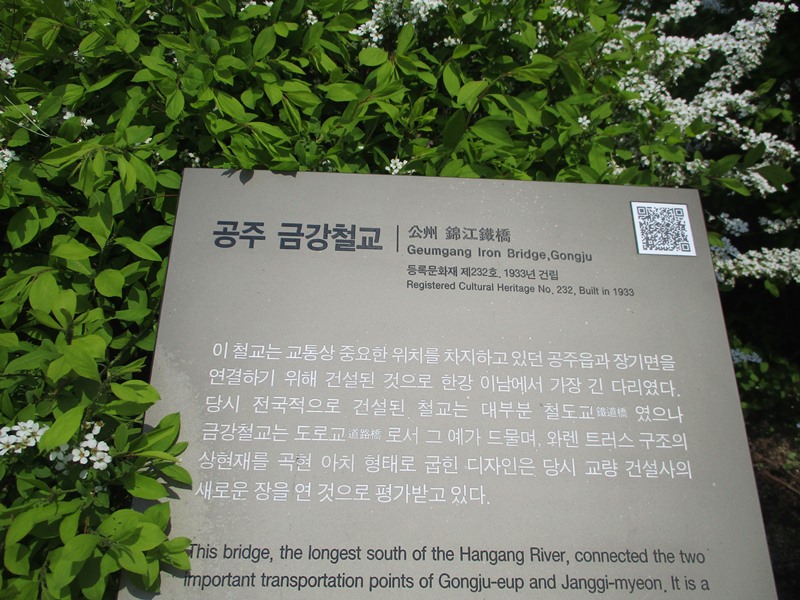 공주 금강철교
公州 錦江鐵橋
Geumgang Iron Bridge,Gongju
등록문화재 제232호, 1933년 건립
Registered Cultural Heritage No. 232, Built in 1933
이 철교는 교통상 중요한 위치를 차지하고 있던 공주읍과 장기면을
연결하기 위해 건설된 것으로 한강 이남에서 가장 긴 다리였다.
당시 전국적으로 건설된 철교는 대부분 철도교鐵道橋 였으나
금강철교는 도로교道路橋 로서 그 예가 드물며, 와렌 트러스 구조의
상현재를 곡현 아치 형태로 굽힌 디자인은 당시 교량 건설사의
새로운 장을 연 것으로 평가받고 있다.
This bridge, the longest south of the Hangang River, connected the two
important transportation points of Gongju-eup and Janggi-myeon. It is a